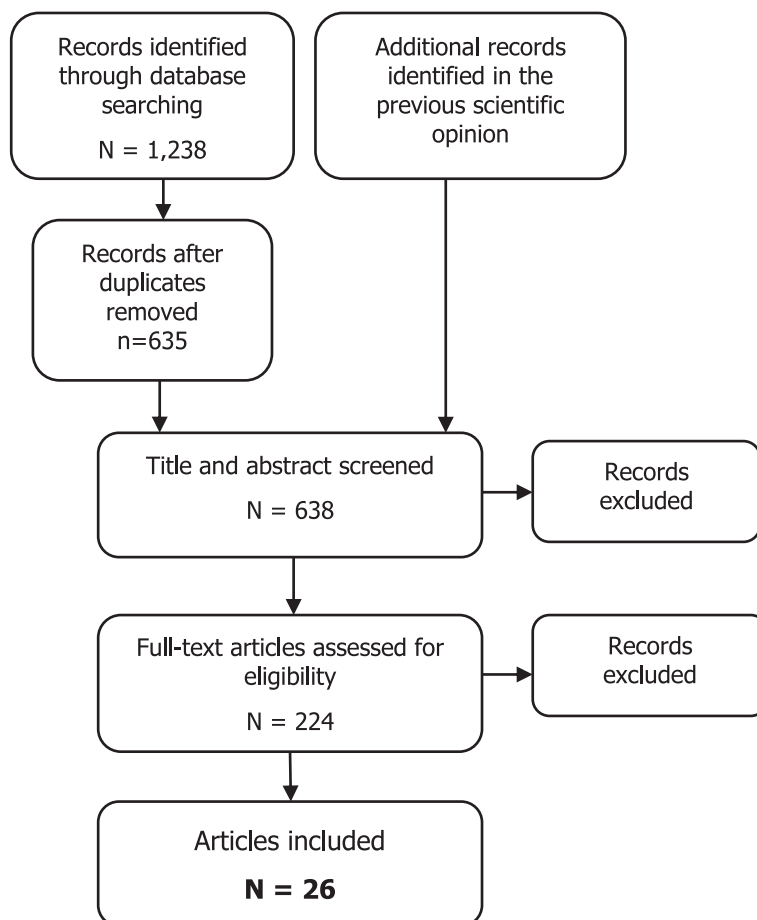 Records identified
through database
searching
N = 1,238
Additional records
identified in the
previous scientific
opinion
Records after
duplicates
removed
n=635
Title and abstract screened
N = 638
Records
excluded
Full-text articles assessed for
eligibility
N = 224
Records
excluded
Articles included
N = 26